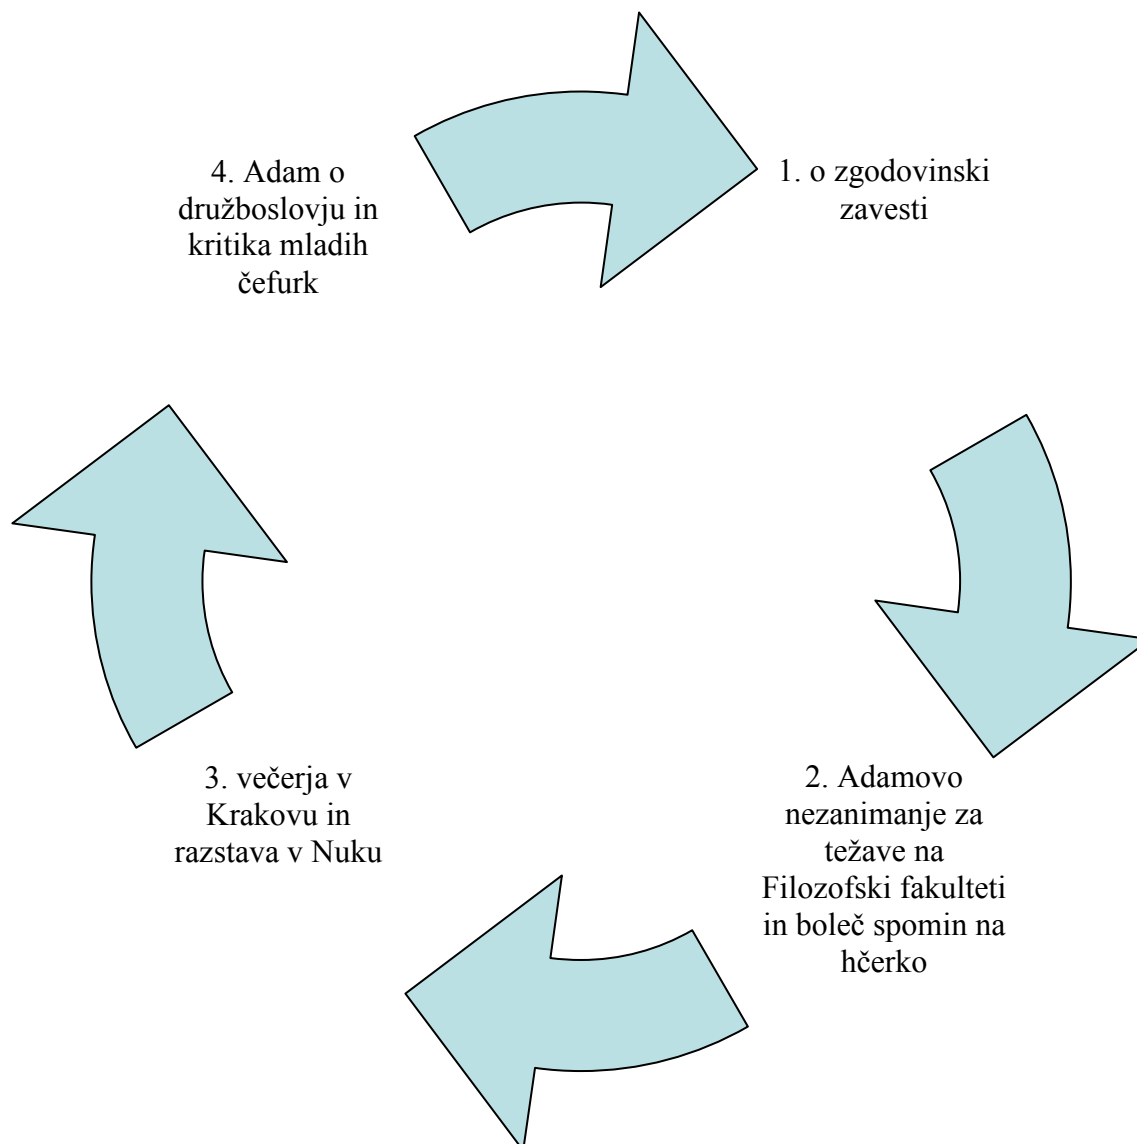 1. o zgodovinski
zavesti
2. Adamovo
nezanimanje za
težave na
Filozofski fakulteti
in boleč spomin na
hčerko
3. večerja v
Krakovu in
razstava v Nuku
4. Adam o
družboslovju in
kritika mladih
čefurk